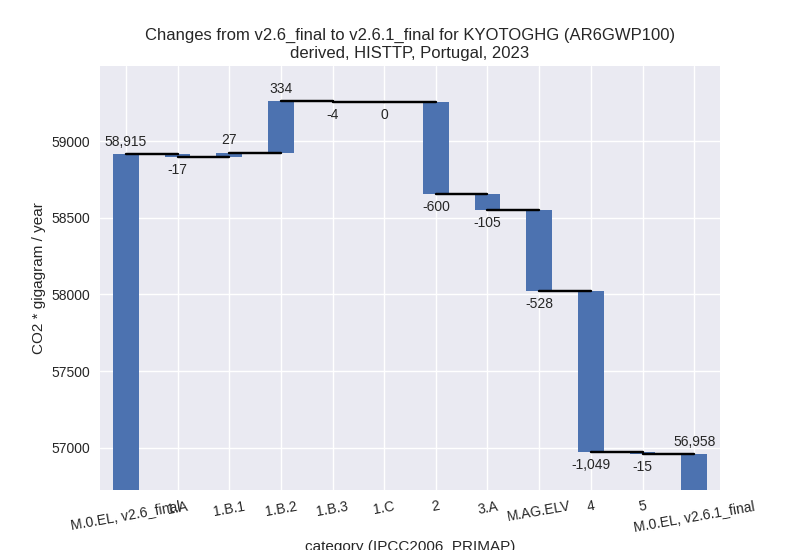 Changes from v2.6_final to v2.6.1_final for KYOTOGHG (AR6GWP100)
derived, HISTTP, Portugal, 2023
CO2 * gigagram / year
59000
58500
58000
57500
57000
58,915
-17
27
334
-4
0
-600
-105
-528
-1,049
-15
56,958
M.0.EL, v2.6_final
1.A
1.B.1
1.B.2
1.B.3
1.C
2
3.A
M.AG.ELV
4
5
M.0.EL, v2.6.1_final
category (IPCC2006_PRIMAP)